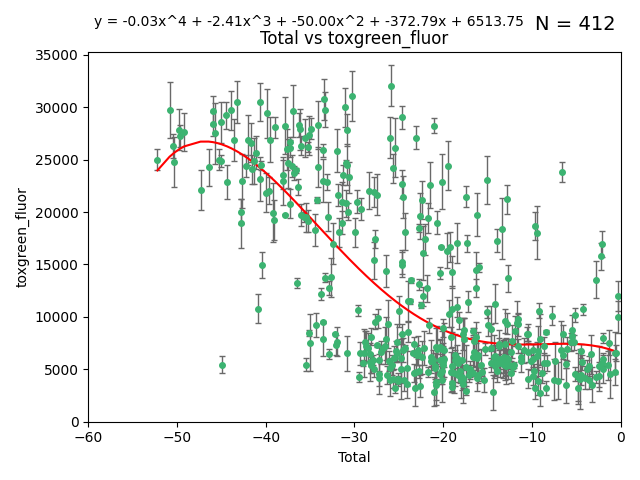 y = -0.03x^4 + -2.41x^3 + -50.00x^2 + -372.79x + 6513.75 N = 412
Total vs toxgreen_fluor
35000
30000
25000
20000
15000
10000
5000
0
toxgreen_fluor
−60 −50 −40 −30 −20 −10 0
Total